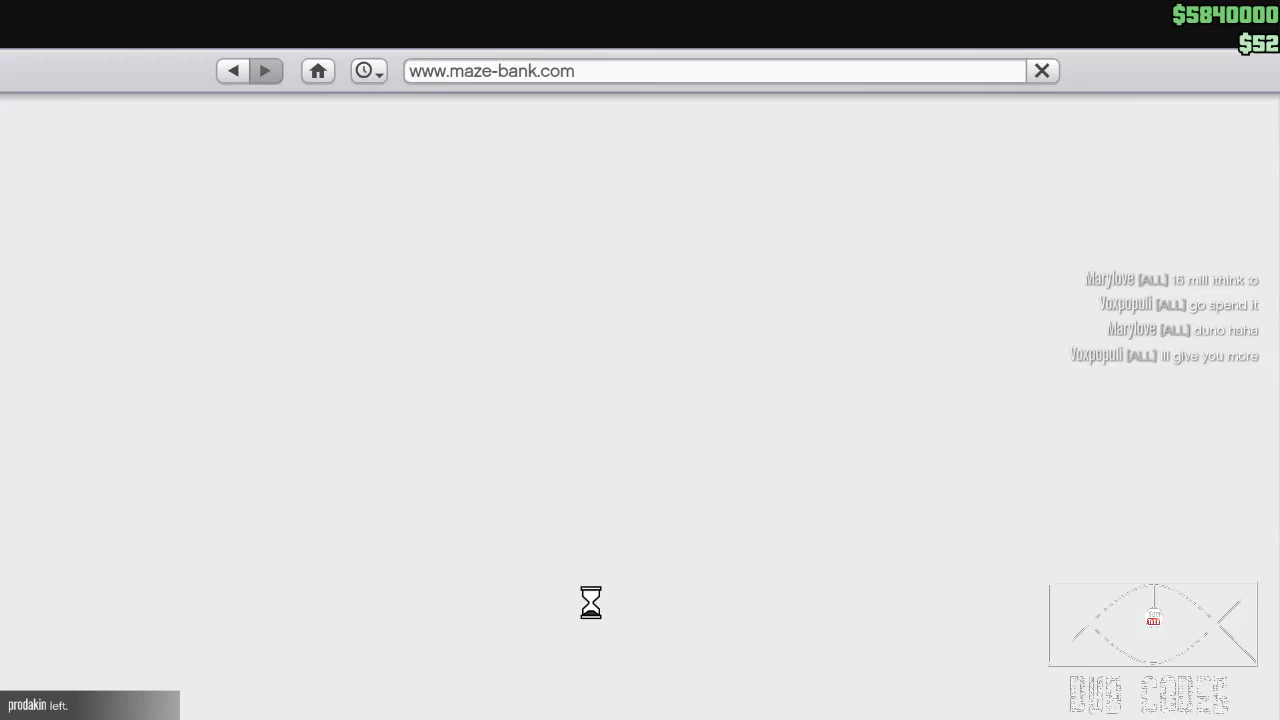 $5840000
$52
www.maze-bank.com
Marylove [ALL] 16 mill ithink :o
Voxpopuli [ALL] go spend it
Marylove [ALL] duno haha
Voxpopuli [ALL] ill give you more
prodakin left.